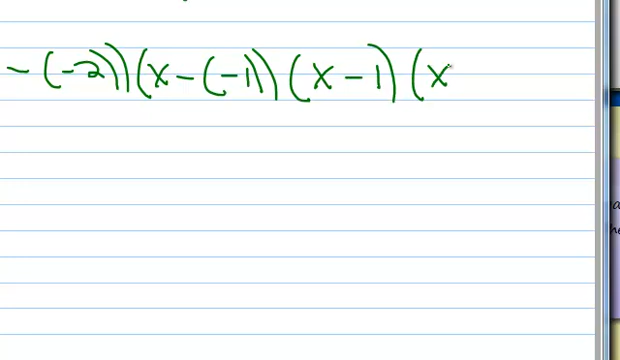 - (-2))(x - (-1))(x - 1)(x